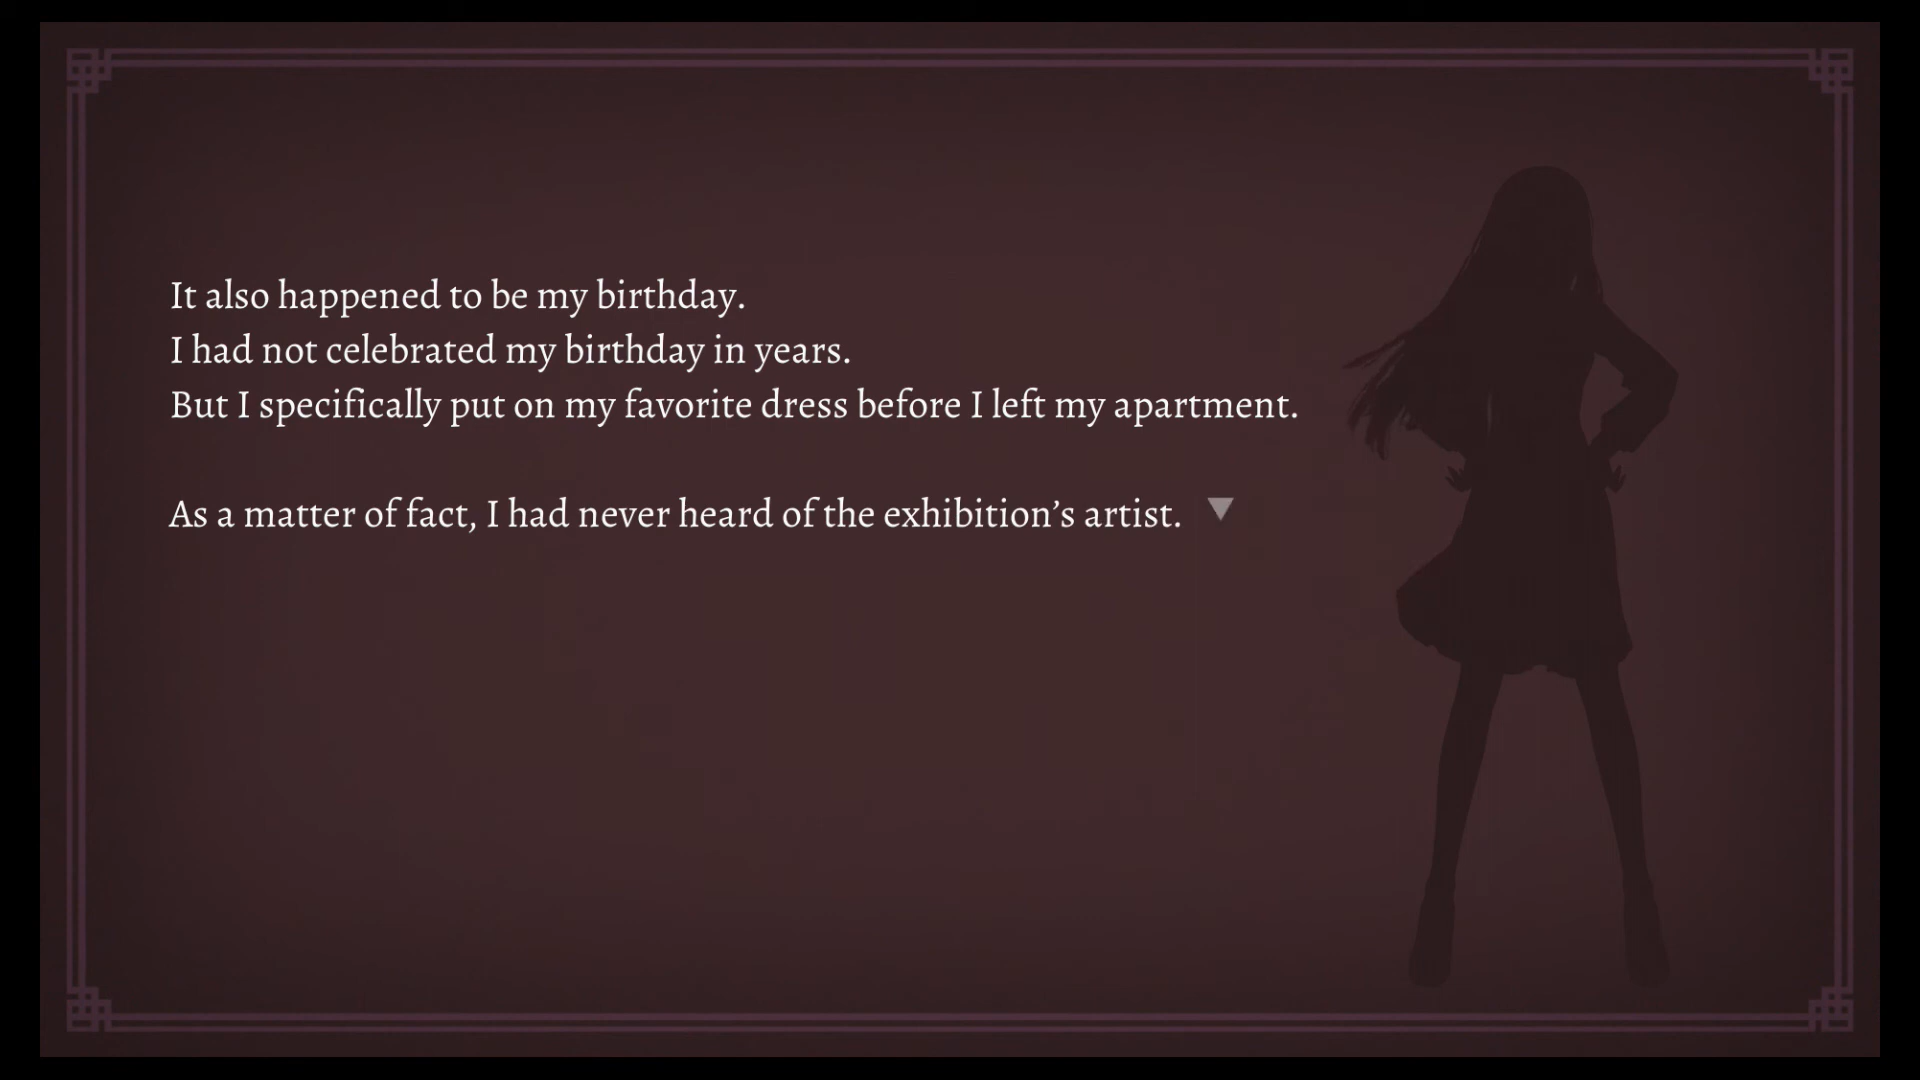 It also happened to be my birthday.
I had not celebrated my birthday in years.
But I specifically put on my favorite dress before I left my apartment.
As a matter of fact, I had never heard of the exhibition’s artist.